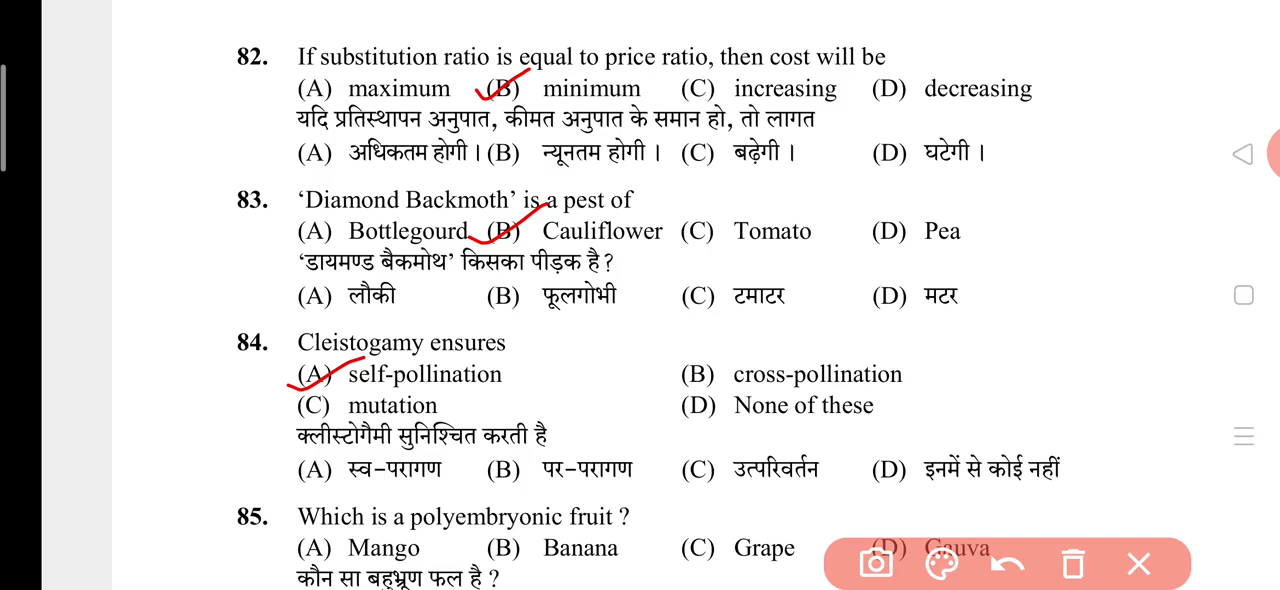 82. If substitution ratio is equal to price ratio, then cost will be
(A) maximum (B) minimum (C) increasing (D) decreasing
यदि प्रतिस्थापन अनुपात, कीमत अनुपात के समान हो, तो लागत
(A) अधिकतम होगी । (B) न्यूनतम होगी । (C) बढ़ेगी । (D) घटेगी ।
83. ‘Diamond Backmoth’ is a pest of
(A) Bottlegourd (B) Cauliflower (C) Tomato (D) Pea
‘डायमण्ड बैकमोथ’ किसका पीड़क है ?
(A) लौकी (B) फूलगोभी (C) टमाटर (D) मटर
84. Cleistogamy ensures
(A) self-pollination (B) cross-pollination
(C) mutation (D) None of these
क्लीस्टोगैमी सुनिश्चित करती है
(A) स्व-परागण (B) पर-परागण (C) उत्परिवर्तन (D) इनमें से कोई नहीं
85. Which is a polyembryonic fruit ?
(A) Mango (B) Banana (C) Grape (D) Gauva
कौन सा बहुभ्रूण फल है ?